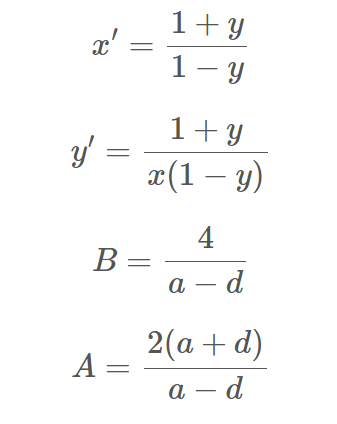 x′ = (1 + y)/(1 − y)
y′ = (1 + y)/(x(1 − y))
B = 4/(a − d)
A = 2(a + d)/(a − d)